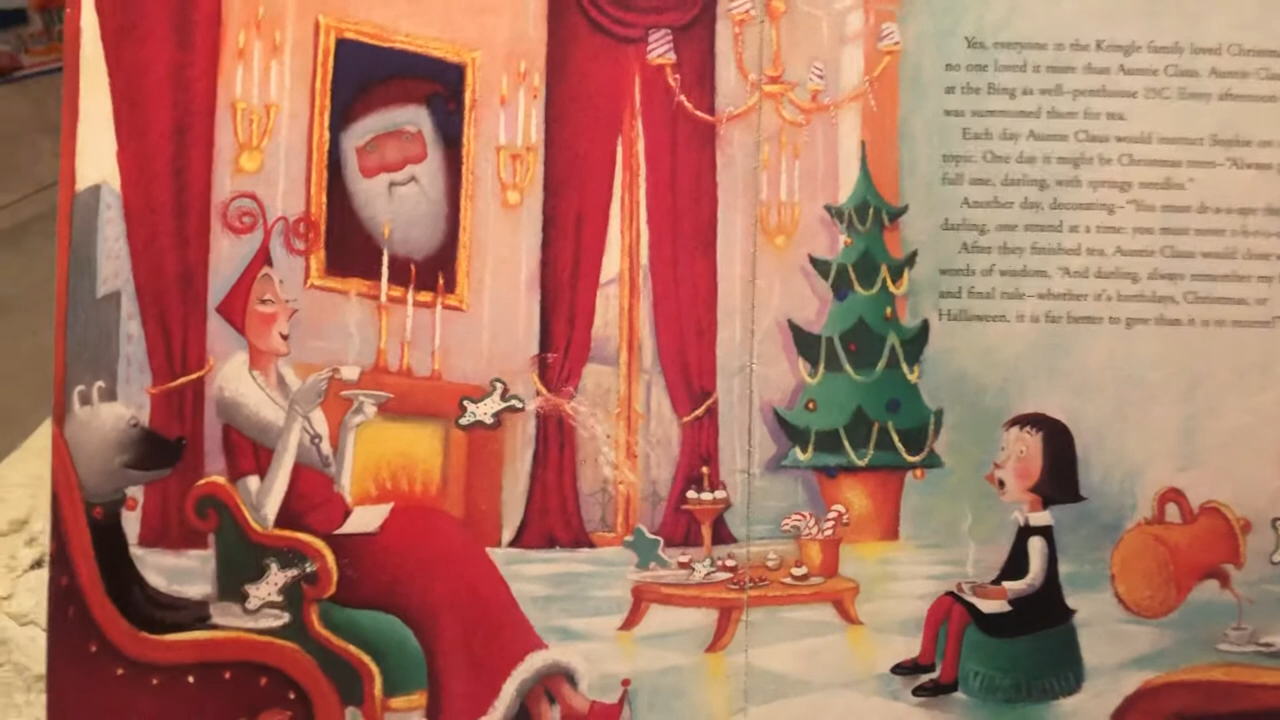 Yes, everyone in the Kringle family loved
no one loved it more than Auntie Claus. Auntie
at the Bing as well—penthouse 25C. Every afternoon
was summoned there for tea.
Each day Auntie Claus would instruct Sophie on
topic. One day it might be Christmas trees—"Always
full one, darling, with springy needles."
Another day, decorating—"You must
darling, one strand at a time; you must never
After they finished tea, Auntie Claus would
words of wisdom. "And darling, always remember my
and final rule—whether it's birthdays, Christmas, or
Halloween, it is far better to give than it is to